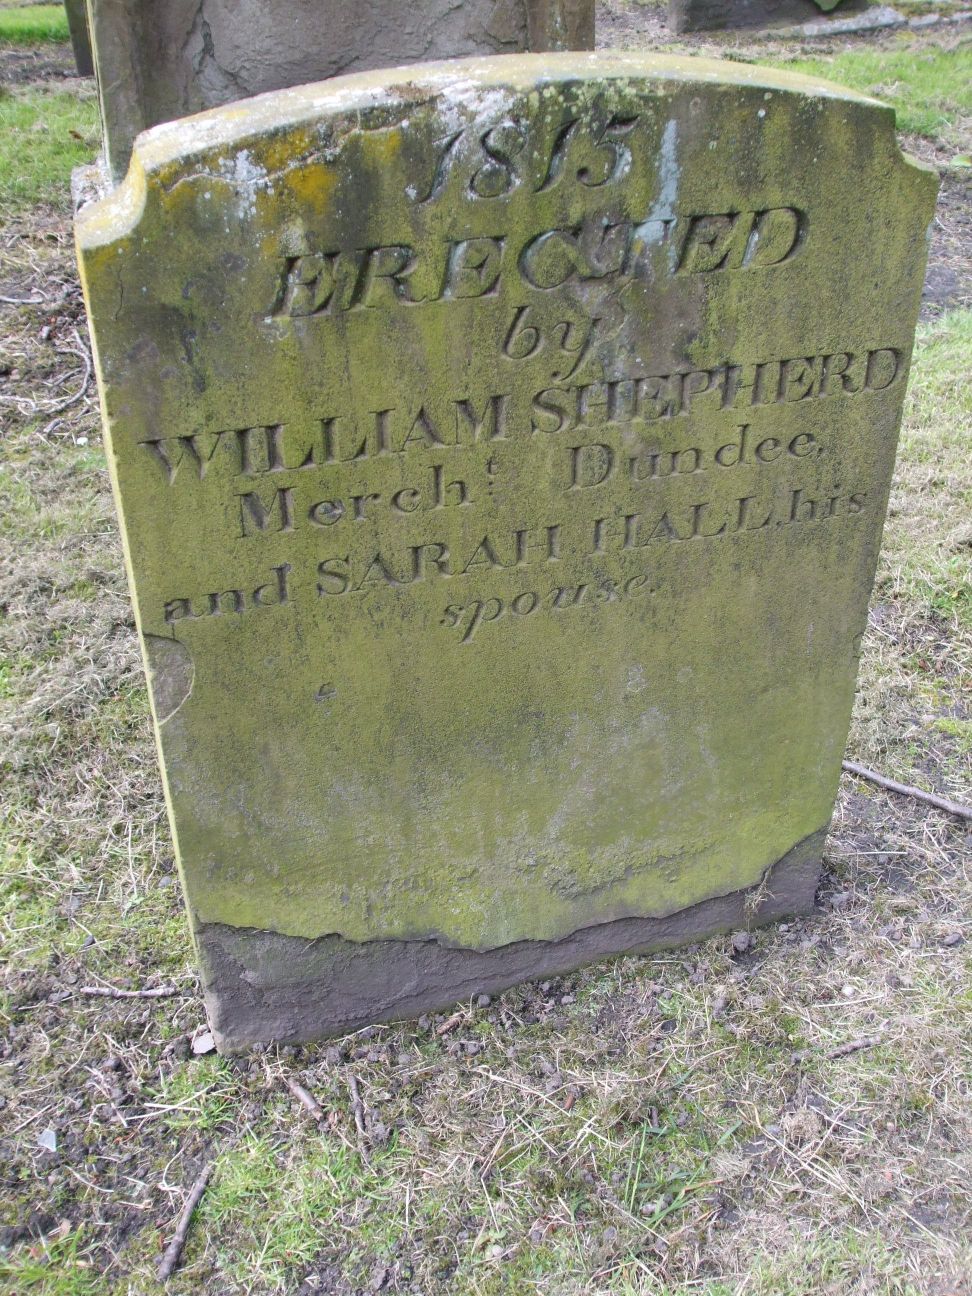 1815
ERECTED
by
WILLIAM SHEPHERD
Mercht. Dundee.
and SARAH HALL, his
spouse.